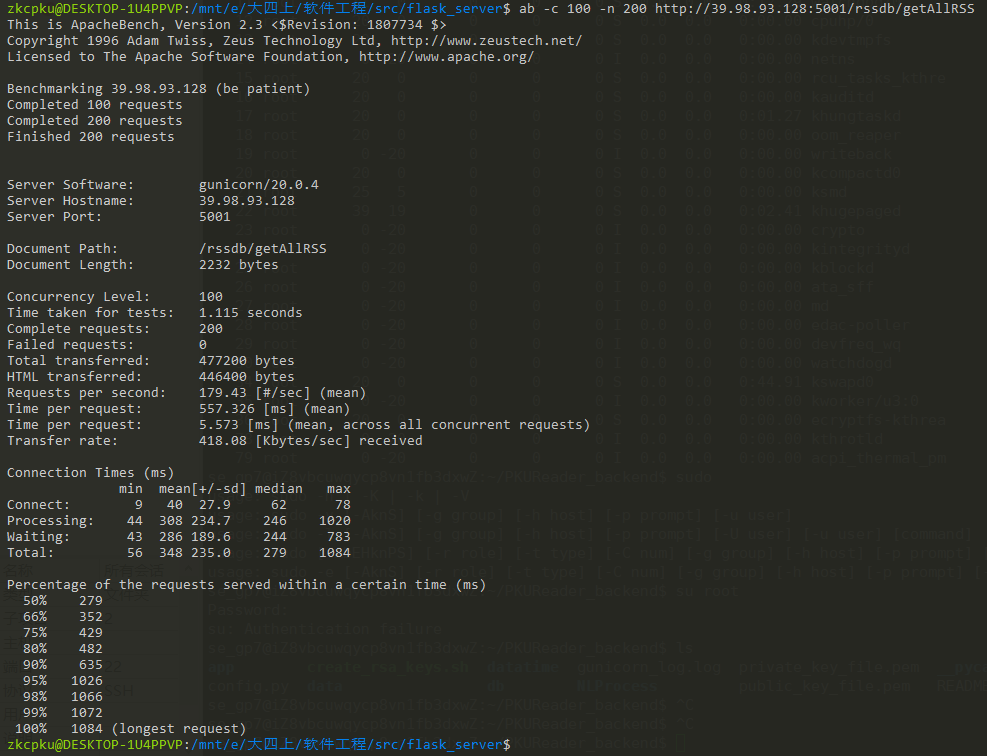 zkcpku@DESKTOP-1U4PPVP:/mnt/e/大四上/软件工程/src/flask_server$ ab -c 100 -n 200 http://39.98.93.128:5001/rssdb/getAllRSS
This is ApacheBench, Version 2.3 <$Revision: 1807734 $>
Copyright 1996 Adam Twiss, Zeus Technology Ltd, http://www.zeustech.net/
Licensed to The Apache Software Foundation, http://www.apache.org/

Benchmarking 39.98.93.128 (be patient)
Completed 100 requests
Completed 200 requests
Finished 200 requests


Server Software:        gunicorn/20.0.4
Server Hostname:        39.98.93.128
Server Port:            5001

Document Path:          /rssdb/getAllRSS
Document Length:        2232 bytes

Concurrency Level:      100
Time taken for tests:   1.115 seconds
Complete requests:      200
Failed requests:        0
Total transferred:      477200 bytes
HTML transferred:       446400 bytes
Requests per second:    179.43 [#/sec] (mean)
Time per request:       557.326 [ms] (mean)
Time per request:       5.573 [ms] (mean, across all concurrent requests)
Transfer rate:          418.08 [Kbytes/sec] received

Connection Times (ms)
              min  mean[+/-sd] median   max
Connect:        9   40  27.9     62      78
Processing:    44  308 234.7    246    1020
Waiting:       43  286 189.6    244     783
Total:         56  348 235.0    279    1084

Percentage of the requests served within a certain time (ms)
  50%    279
  66%    352
  75%    429
  80%    482
  90%    635
  95%   1026
  98%   1066
  99%   1072
 100%   1084 (longest request)
zkcpku@DESKTOP-1U4PPVP:/mnt/e/大四上/软件工程/src/flask_server$